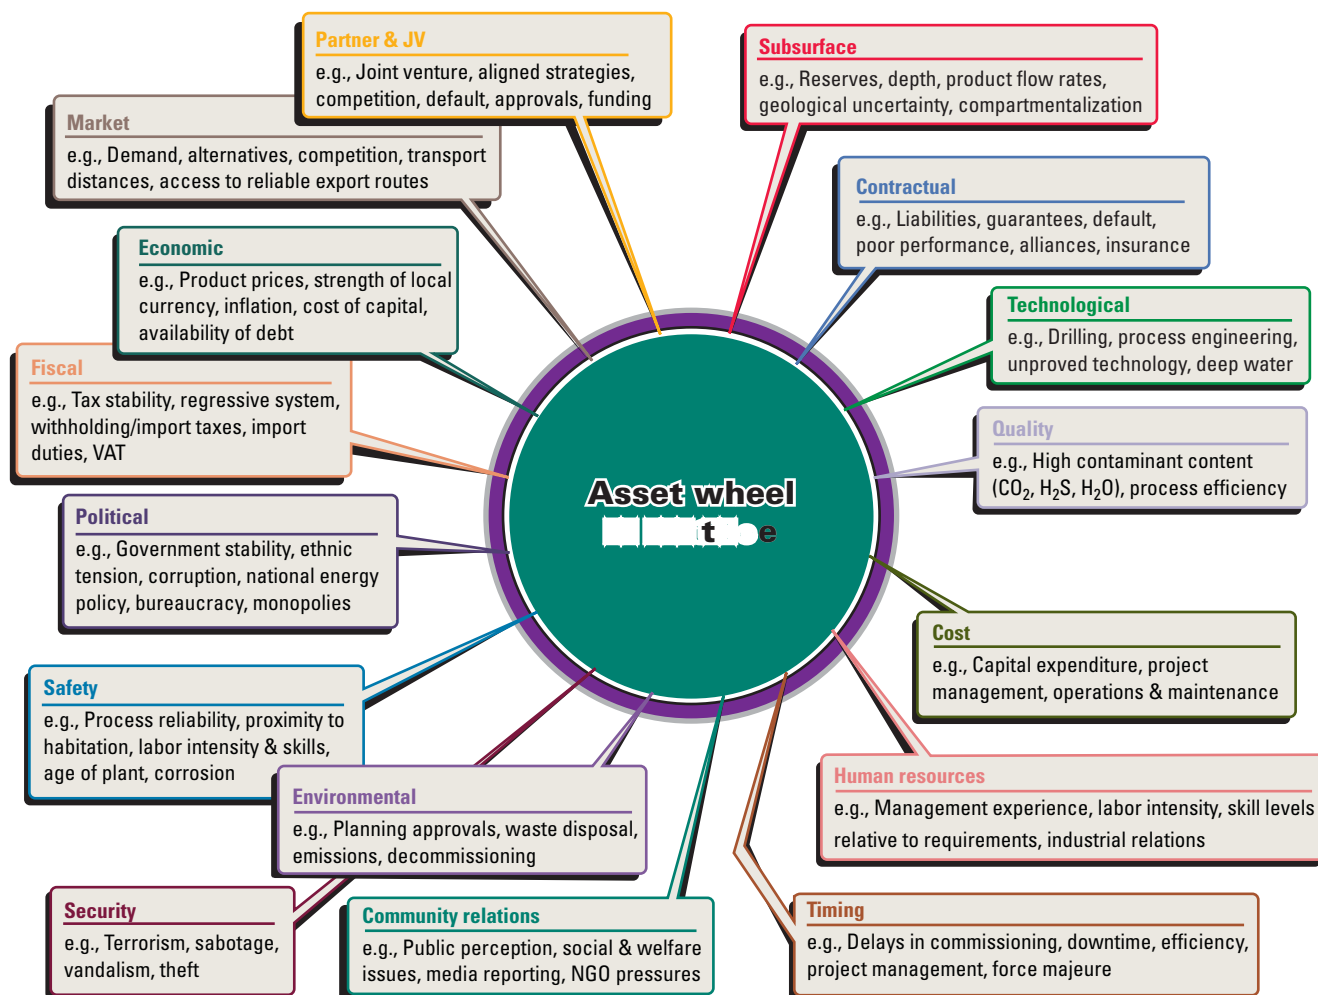 Partner & JV
e.g., Joint venture, aligned strategies,
competition, default, approvals, funding
Subsurface
e.g., Reserves, depth, product flow rates,
geological uncertainty, compartmentalization
Market
e.g., Demand, alternatives, competition, transport
distances, access to reliable export routes
Contractual
e.g., Liabilities, guarantees, default,
poor performance, alliances, insurance
Economic
e.g., Product prices, strength of local
currency, inflation, cost of capital,
availability of debt
Technological
e.g., Drilling, process engineering,
unproved technology, deep water
Fiscal
e.g., Tax stability, regressive system,
withholding/import taxes, import
duties, VAT
Quality
e.g., High contaminant content
(CO₂, H₂S, H₂O), process efficiency
Asset wheel
Political
e.g., Government stability, ethnic
tension, corruption, national energy
policy, bureaucracy, monopolies
Cost
e.g., Capital expenditure, project
management, operations & maintenance
Safety
e.g., Process reliability, proximity to
habitation, labor intensity & skills,
age of plant, corrosion
Human resources
e.g., Management experience, labor intensity, skill levels
relative to requirements, industrial relations
Environmental
e.g., Planning approvals, waste disposal,
emissions, decommissioning
Security
e.g., Terrorism, sabotage,
vandalism, theft
Community relations
e.g., Public perception, social & welfare
issues, media reporting, NGO pressures
Timing
e.g., Delays in commissioning, downtime, efficiency,
project management, force majeure